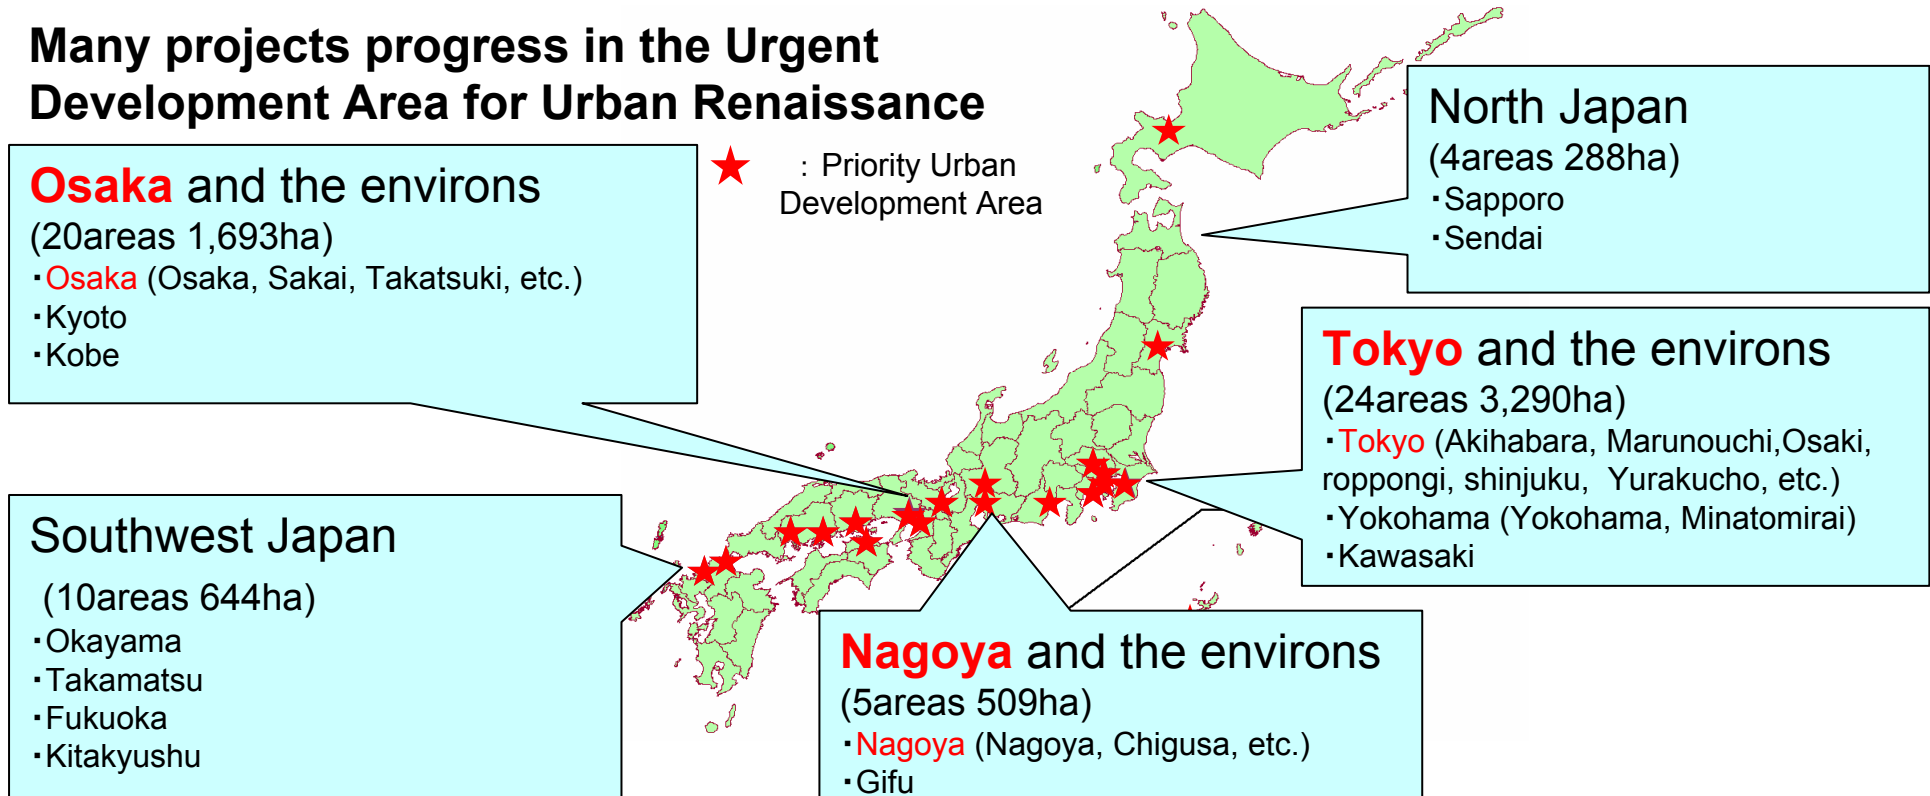 Many projects progress in the Urgent
Development Area for Urban Renaissance
: Priority Urban
Development Area
Osaka and the environs
(20areas 1,693ha)
・Osaka (Osaka, Sakai, Takatsuki, etc.)
・Kyoto
・Kobe
North Japan
(4areas 288ha)
・Sapporo
・Sendai
Tokyo and the environs
(24areas 3,290ha)
・Tokyo (Akihabara, Marunouchi,Osaki,
roppongi, shinjuku, Yurakucho, etc.)
・Yokohama (Yokohama, Minatomirai)
・Kawasaki
Southwest Japan
(10areas 644ha)
・Okayama
・Takamatsu
・Fukuoka
・Kitakyushu
Nagoya and the environs
(5areas 509ha)
・Nagoya (Nagoya, Chigusa, etc.)
・Gifu